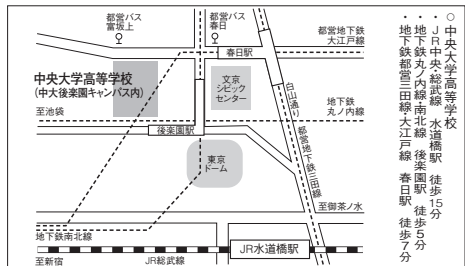 ○中央大学高等学校
・JR中央・総武線 水道橋駅 徒歩15分
・地下鉄丸ノ内線・南北線 後楽園駅 徒歩5分
・地下鉄都営三田線・大江戸線 春日駅 徒歩7分
都営バス
富坂上
都営バス
春日
都営地下鉄
大江戸線
春日駅
中央大学高等学校
(中大後楽園キャンパス内)
文京
シビック
センター
白山通り
至池袋
地下鉄
丸ノ内線
後楽園駅
都営地下鉄三田線
東京
ドーム
至御茶ノ水
地下鉄南北線
JR水道橋駅
至新宿
JR総武線